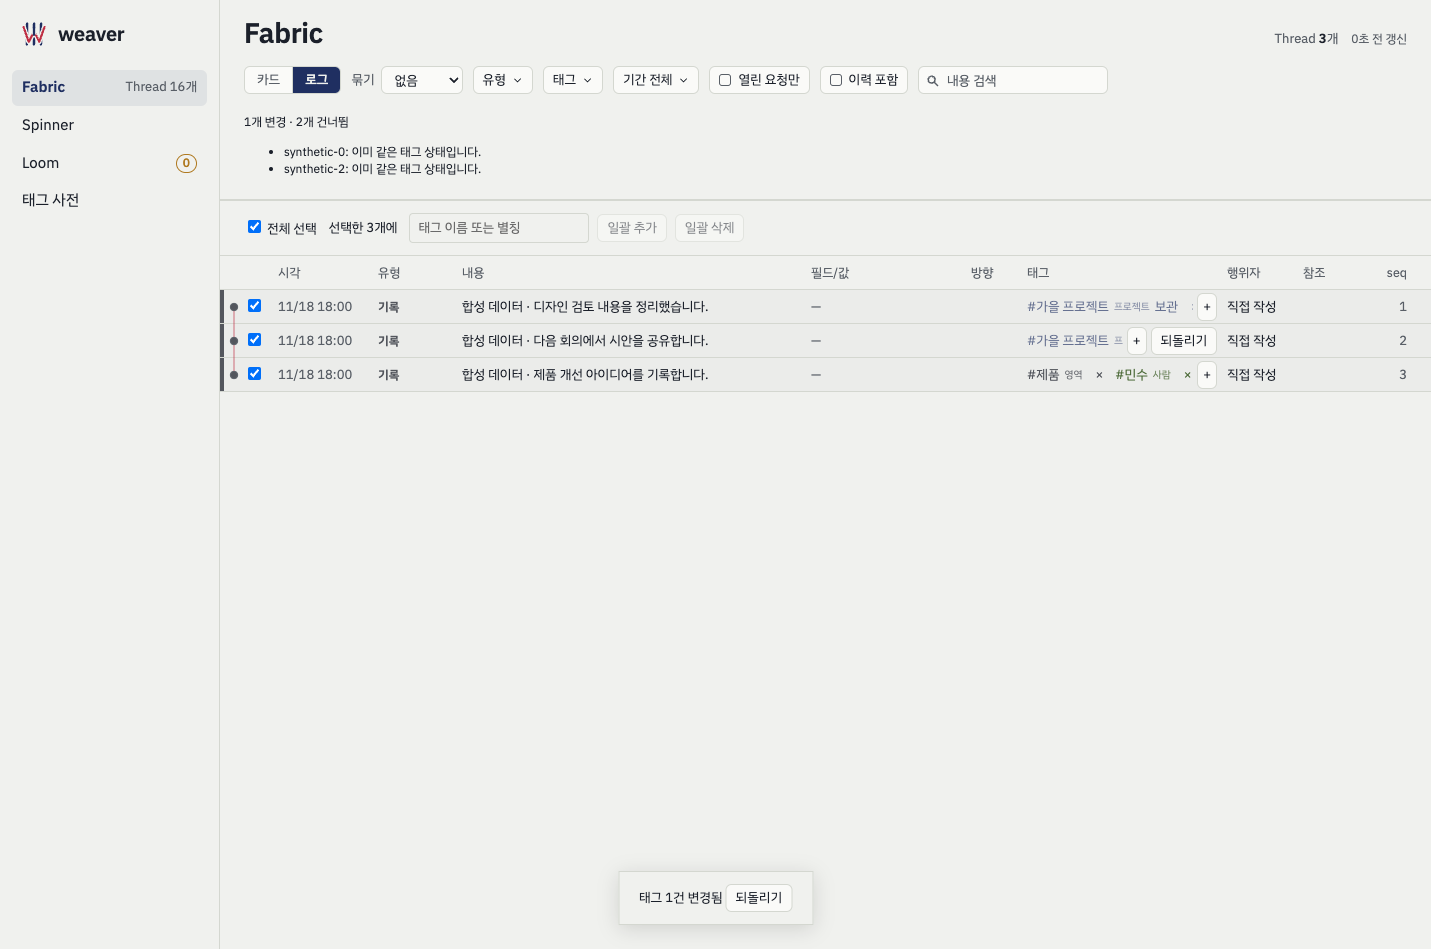 weaver
Fabric Thread 16개
Spinner
Loom 0
태그 사전
Fabric
Thread 3개 0초 전 갱신
카드 로그 묶기 없음 유형 태그 기간 전체 열린 요청만 이력 포함 내용 검색
1개 변경 · 2개 건너뜀
• synthetic-0: 이미 같은 태그 상태입니다.
• synthetic-2: 이미 같은 태그 상태입니다.
전체 선택 선택한 3개에 태그 이름 또는 별칭 일괄 추가 일괄 삭제
시각 유형 내용 필드/값 방향 태그 행위자 참조 seq
11/18 18:00 기록 합성 데이터 · 디자인 검토 내용을 정리했습니다. — #가을 프로젝트 프로젝트 보관 + 직접 작성 1
11/18 18:00 기록 합성 데이터 · 다음 회의에서 시안을 공유합니다. — #가을 프로젝트 프 + 되돌리기 직접 작성 2
11/18 18:00 기록 합성 데이터 · 제품 개선 아이디어를 기록합니다. — #제품 영역 × #민수 사람 × + 직접 작성 3
태그 1건 변경됨 되돌리기